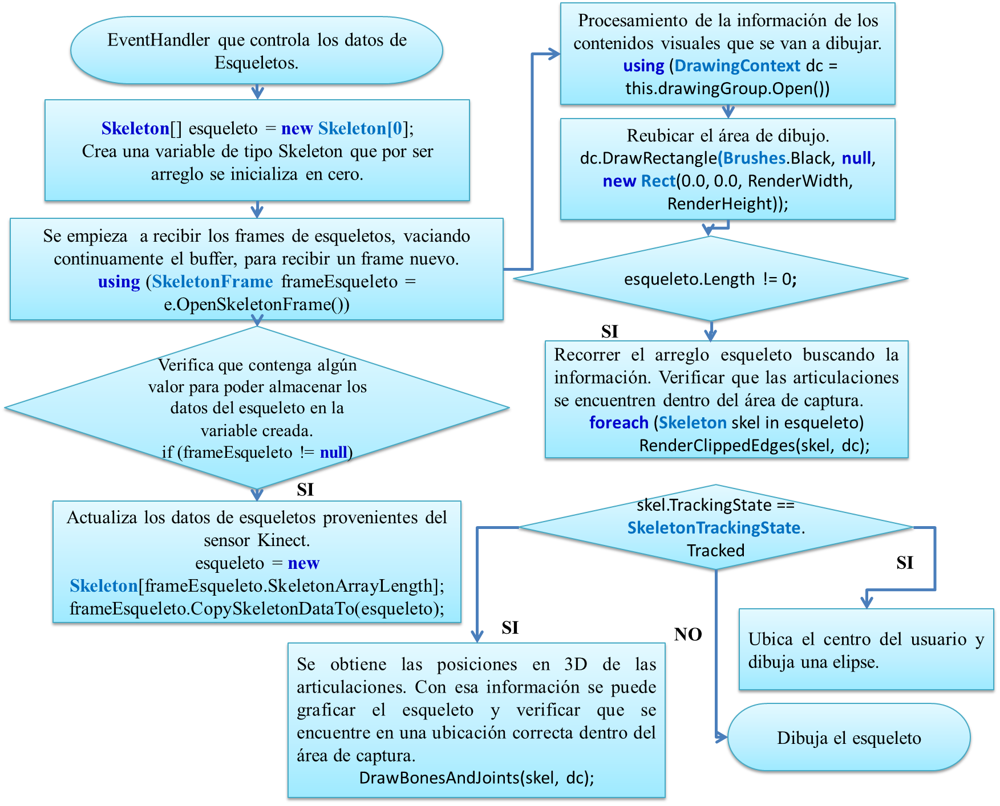 EventHandler que controla los datos de
Esqueletos.
Skeleton[] esqueleto = new Skeleton[0];
Crea una variable de tipo Skeleton que por ser
arreglo se inicializa en cero.
Se empieza a recibir los frames de esqueletos, vaciando
continuamente el buffer, para recibir un frame nuevo.
using (SkeletonFrame frameEsqueleto =
e.OpenSkeletonFrame())
Verifica que contenga algún
valor para poder almacenar los
datos del esqueleto en la
variable creada.
if (frameEsqueleto != null)
SI
Actualiza los datos de esqueletos provenientes del
sensor Kinect.
esqueleto = new
Skeleton[frameEsqueleto.SkeletonArrayLength];
frameEsqueleto.CopySkeletonDataTo(esqueleto);
Procesamiento de la información de los
contenidos visuales que se van a dibujar.
using (DrawingContext dc =
this.drawingGroup.Open())
Reubicar el área de dibujo.
dc.DrawRectangle(Brushes.Black, null,
new Rect(0.0, 0.0, RenderWidth,
RenderHeight));
esqueleto.Length != 0;
SI
Recorrer el arreglo esqueleto buscando la
información. Verificar que las articulaciones
se encuentren dentro del área de captura.
foreach (Skeleton skel in esqueleto)
RenderClippedEdges(skel, dc);
skel.TrackingState ==
SkeletonTrackingState.
Tracked
SI
SI
NO
Se obtiene las posiciones en 3D de las
articulaciones. Con esa información se puede
graficar el esqueleto y verificar que se
encuentre en una ubicación correcta dentro del
área de captura.
DrawBonesAndJoints(skel, dc);
Ubica el centro del usuario y
dibuja una elipse.
Dibuja el esqueleto